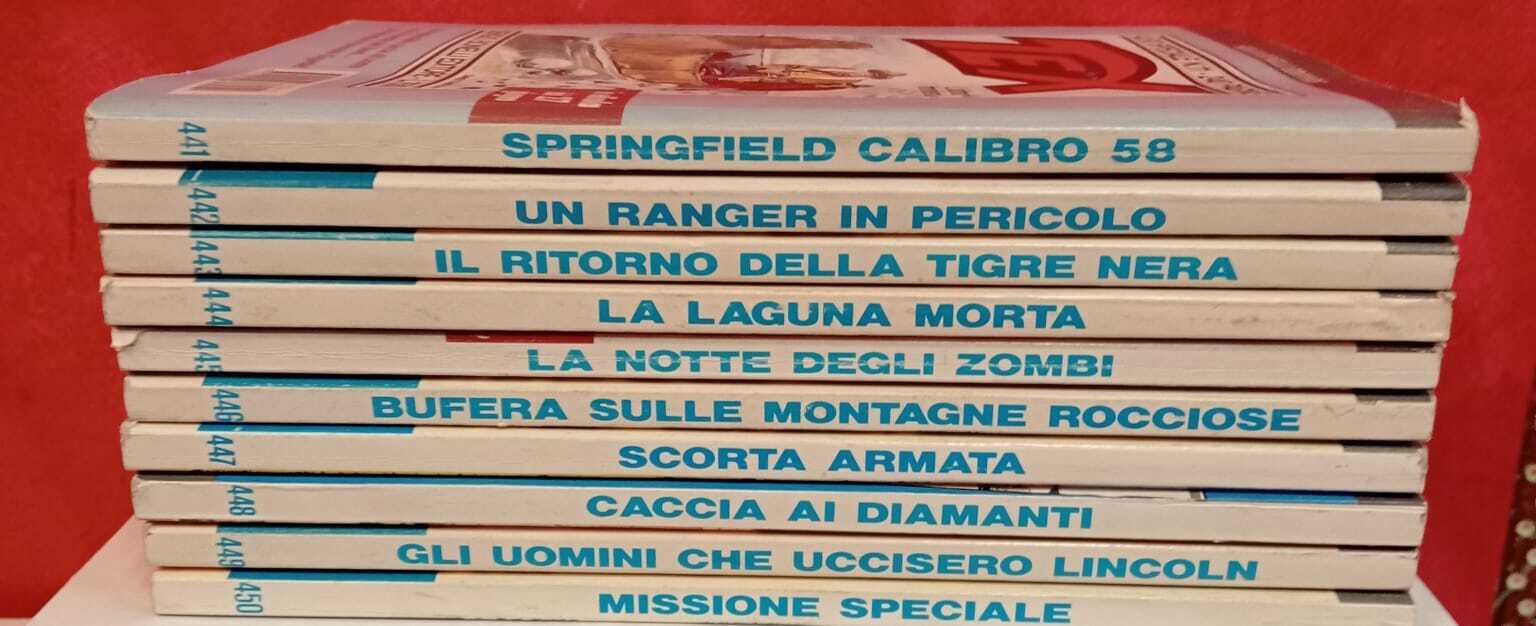 TEX
441 SPRINGFIELD CALIBRO 58
442 UN RANGER IN PERICOLO
443 IL RITORNO DELLA TIGRE NERA
444 LA LAGUNA MORTA
445 LA NOTTE DEGLI ZOMBI
446 BUFERA SULLE MONTAGNE ROCCIOSE
447 SCORTA ARMATA
448 CACCIA AI DIAMANTI
449 GLI UOMINI CHE UCCISERO LINCOLN
450 MISSIONE SPECIALE